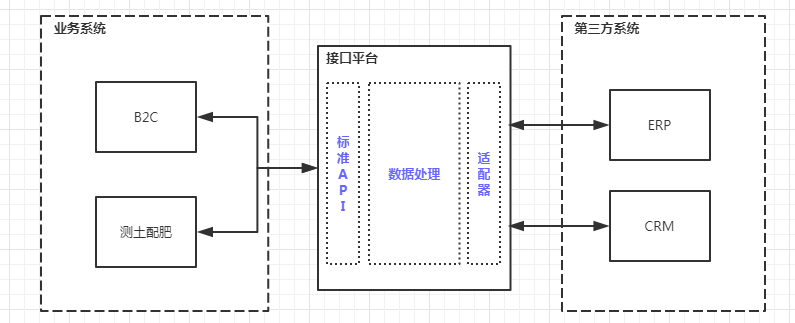 业务系统
B2C
测土配肥
接口平台
标准API
数据处理
适配器
第三方系统
ERP
CRM